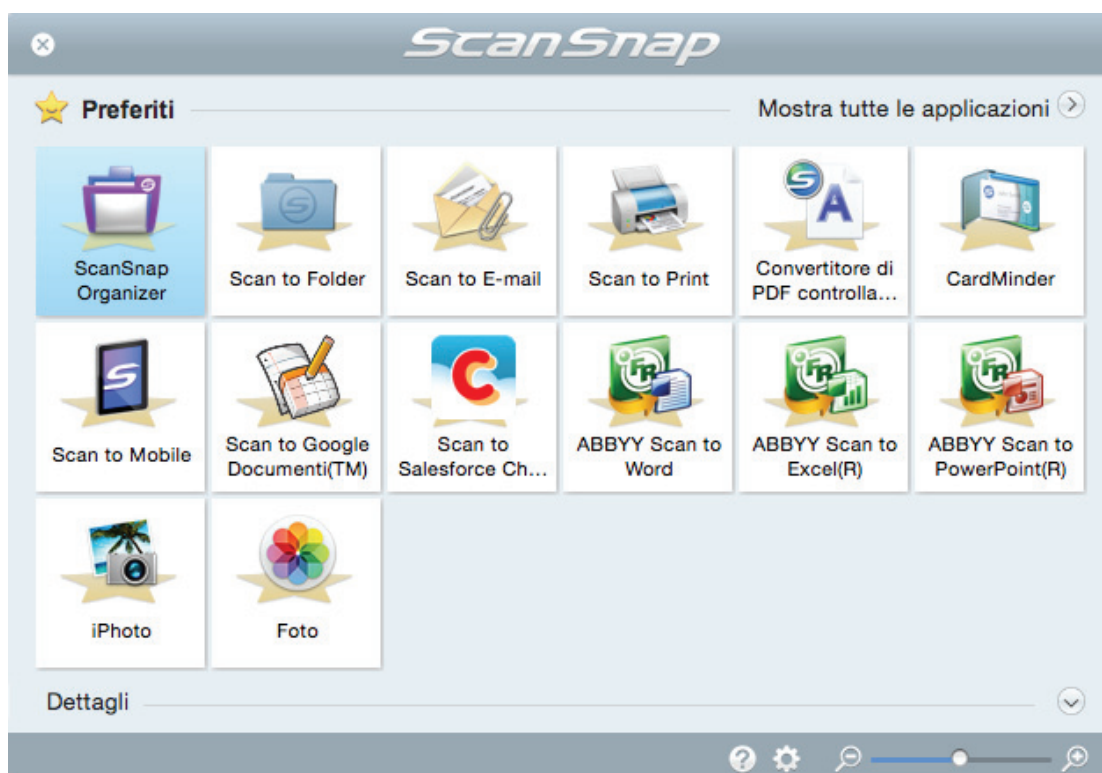 ScanSnap
Preferiti
Mostra tutte le applicazioni
ScanSnap
Organizer
Scan to Folder
Scan to E-mail
Scan to Print
Convertitore di
PDF controlla...
CardMinder
Scan to Mobile
Scan to Google
Documenti(TM)
Scan to
Salesforce Ch...
ABBYY Scan to
Word
ABBYY Scan to
Excel(R)
ABBYY Scan to
PowerPoint(R)
iPhoto
Foto
Dettagli